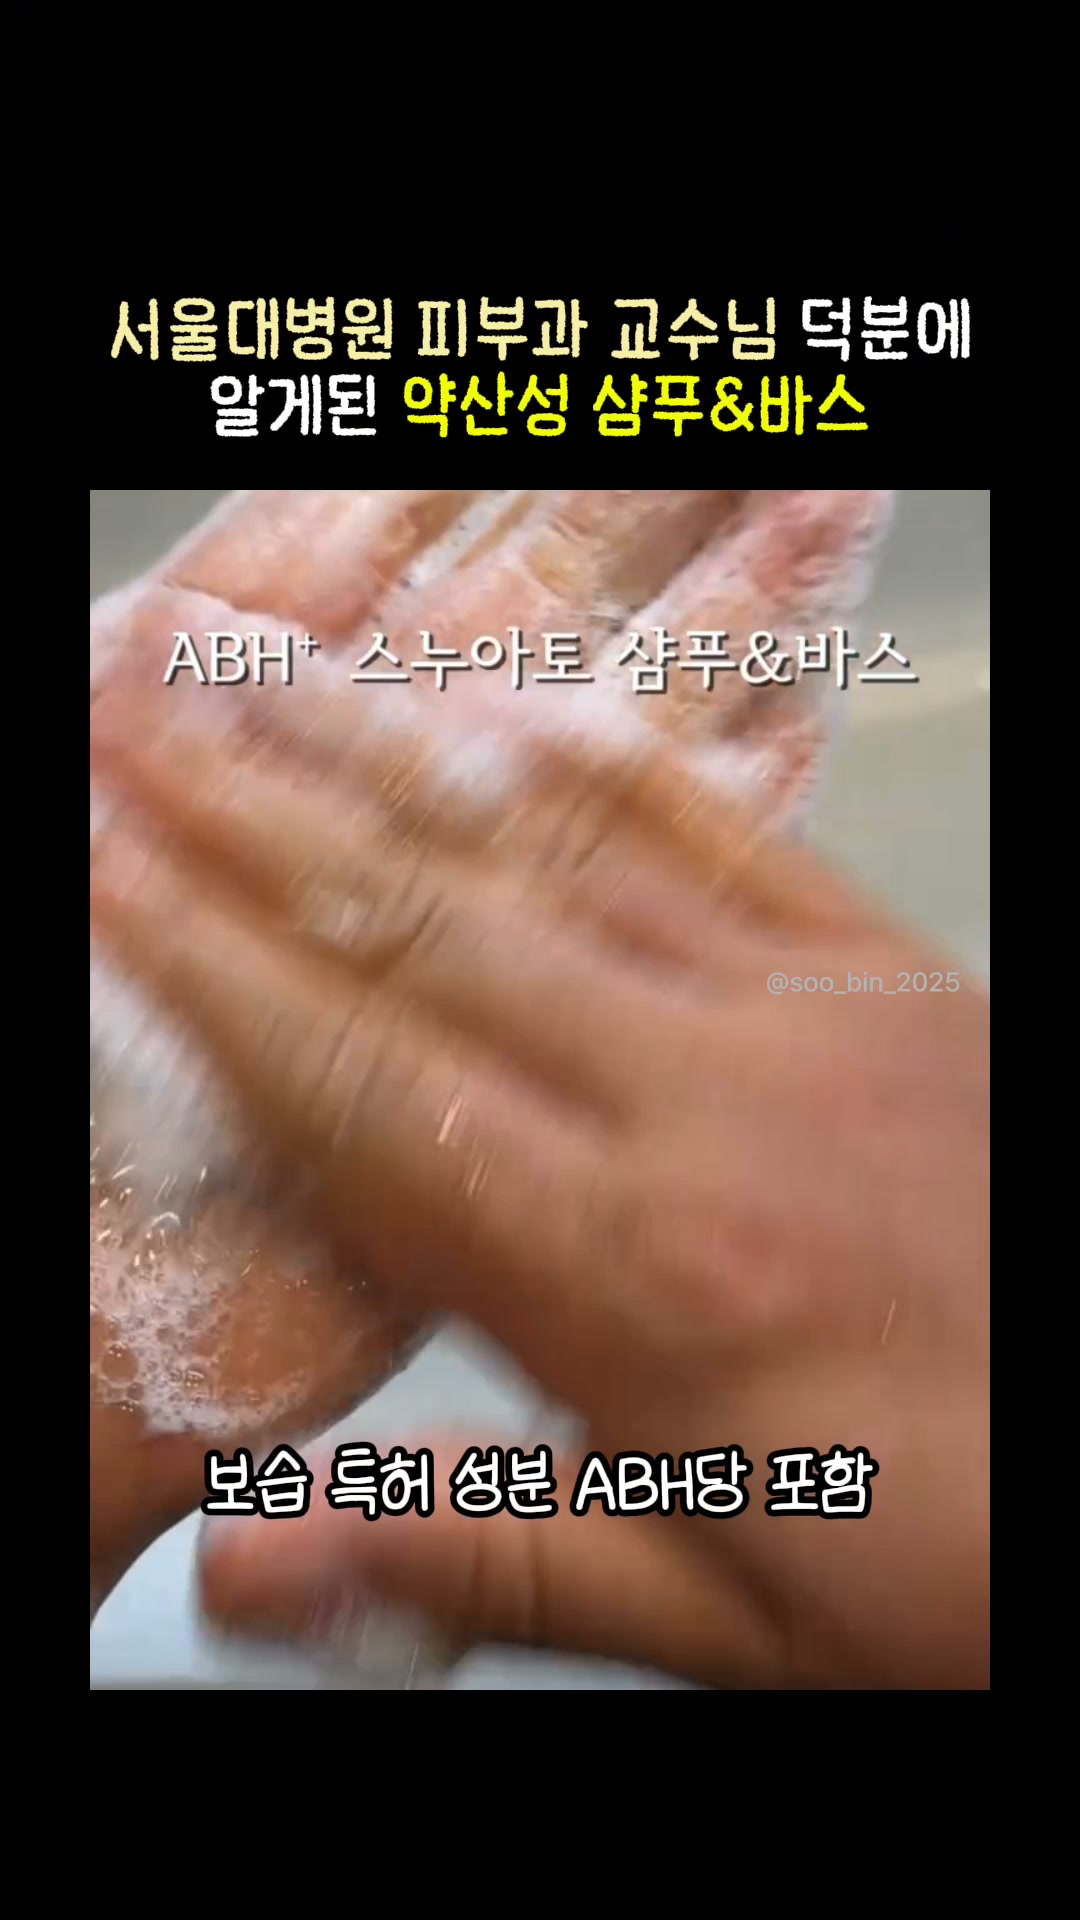 서울대병원 피부과 교수님 덕분에
알게된 약산성 샴푸&바스
ABH⁺ 스누아토 샴푸&바스
@soo_bin_2025
보습 특허 성분 ABH당 포함